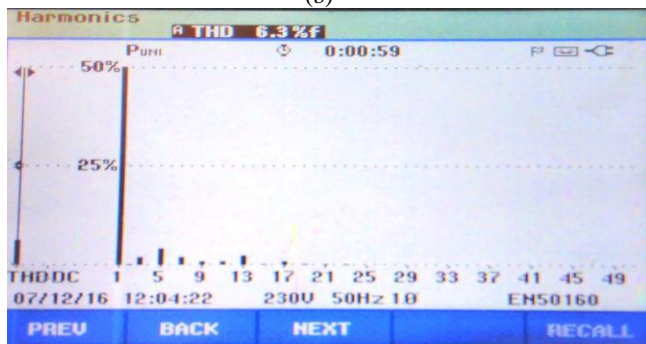 (b)
Harmonics
A THD 6.3%f
PUNI 0:00:59 P
50%
25%
THDDC 1 5 9 13 17 21 25 29 33 37 41 45 49
07/12/16 12:04:22 230V 50Hz 1Ø EN50160
PREV BACK NEXT RECALL